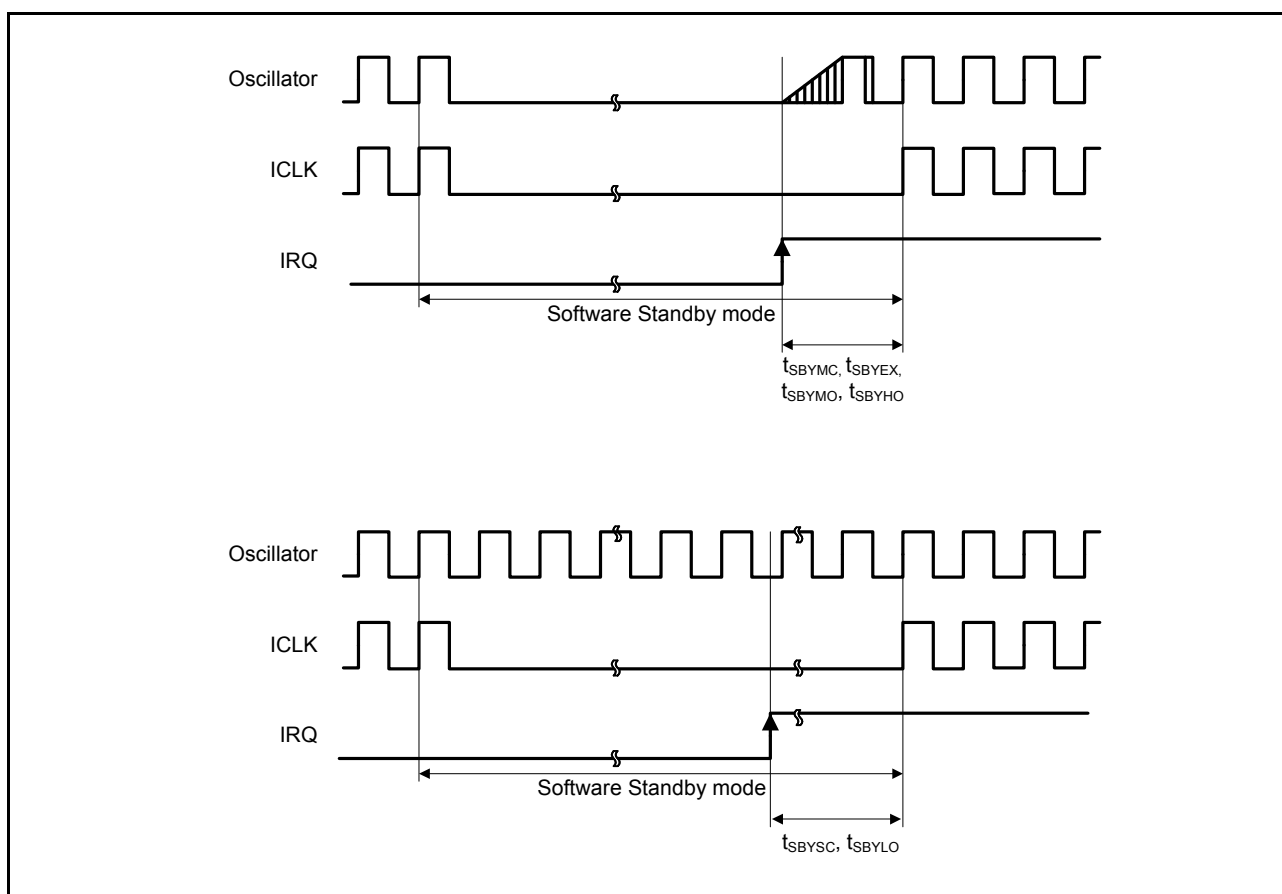 Oscillator
ICLK
IRQ
Software Standby mode
tSBYMC, tSBYEX,
tSBYMO, tSBYHO
Oscillator
ICLK
IRQ
Software Standby mode
tSBYSC, tSBYLO